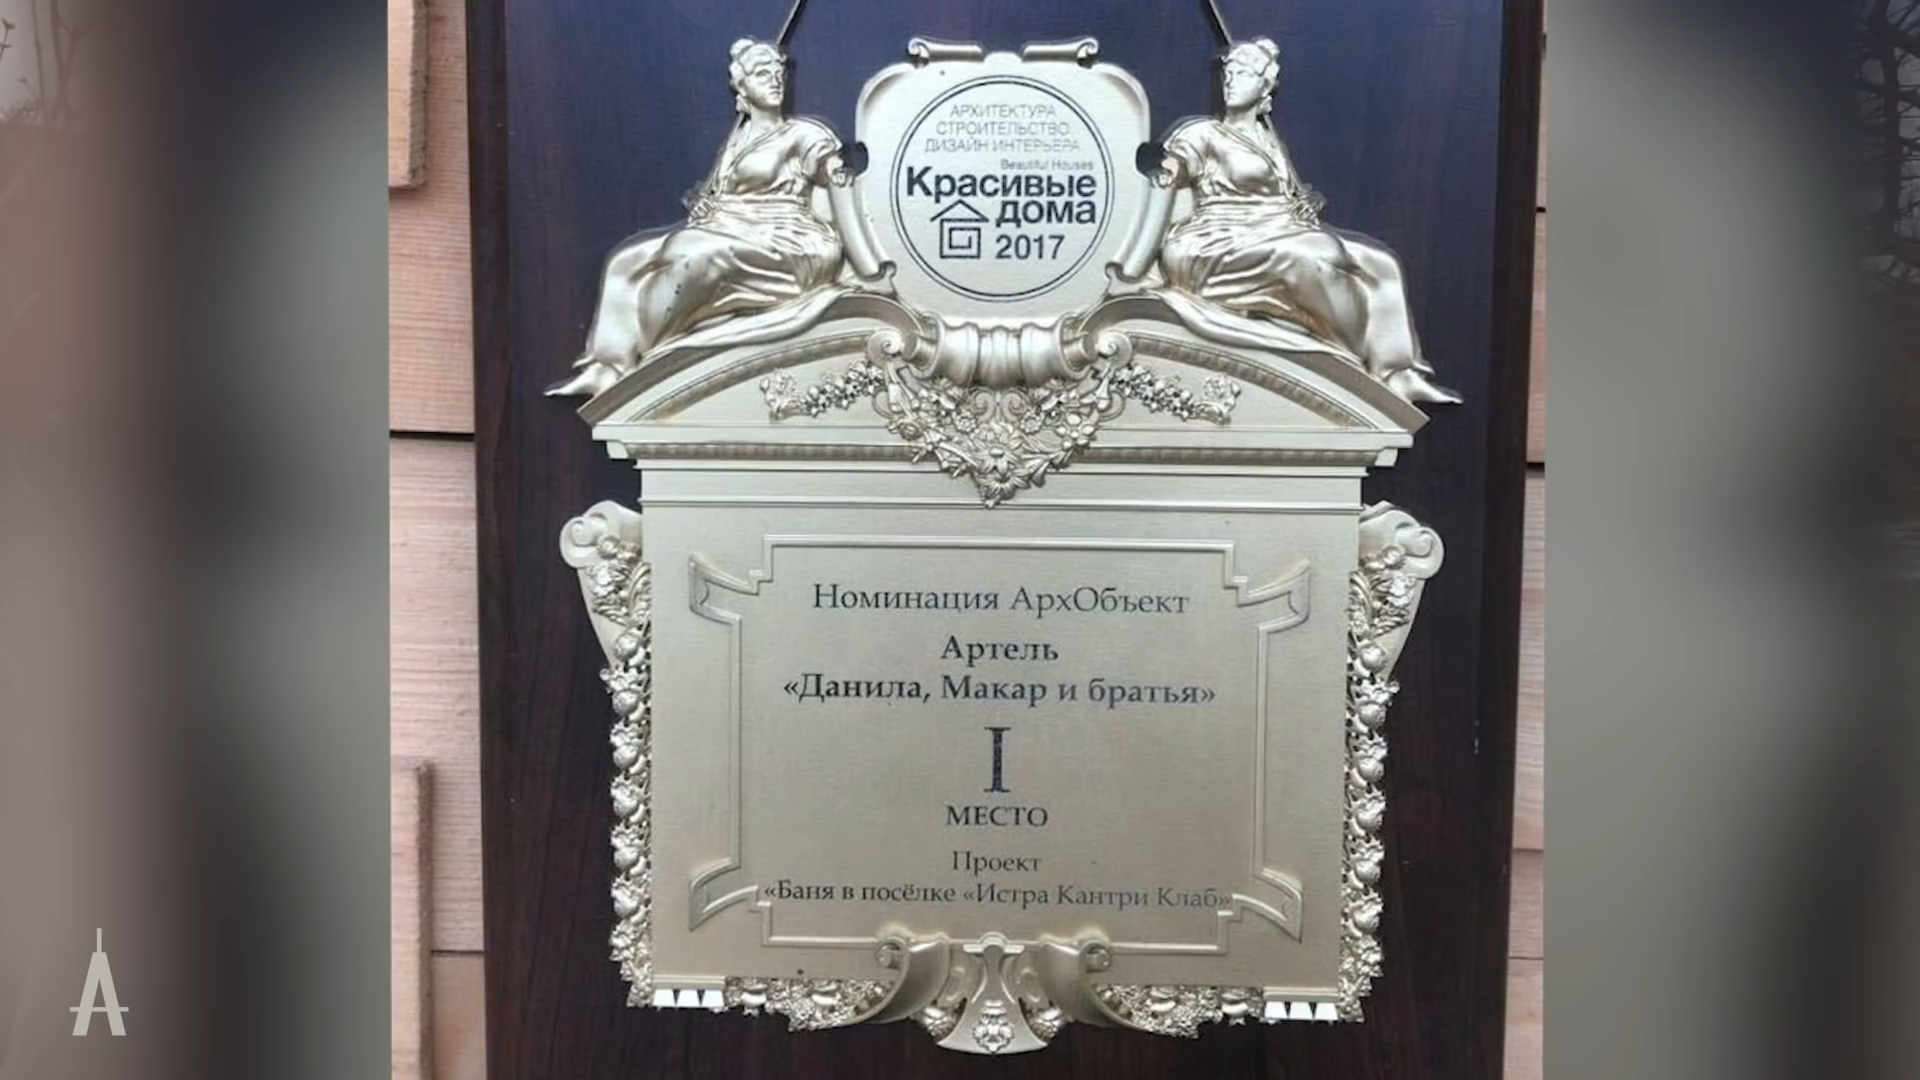 АРХИТЕКТУРА
СТРОИТЕЛЬСТВО
ДИЗАЙН ИНТЕРЬЕРА
Beautiful Houses
Красивые
дома
2017
Номинация АрхОбъект
Артель
«Данила, Макар и братья»
I
МЕСТО
Проект
«Баня в посёлке «Истра Кантри Клаб»